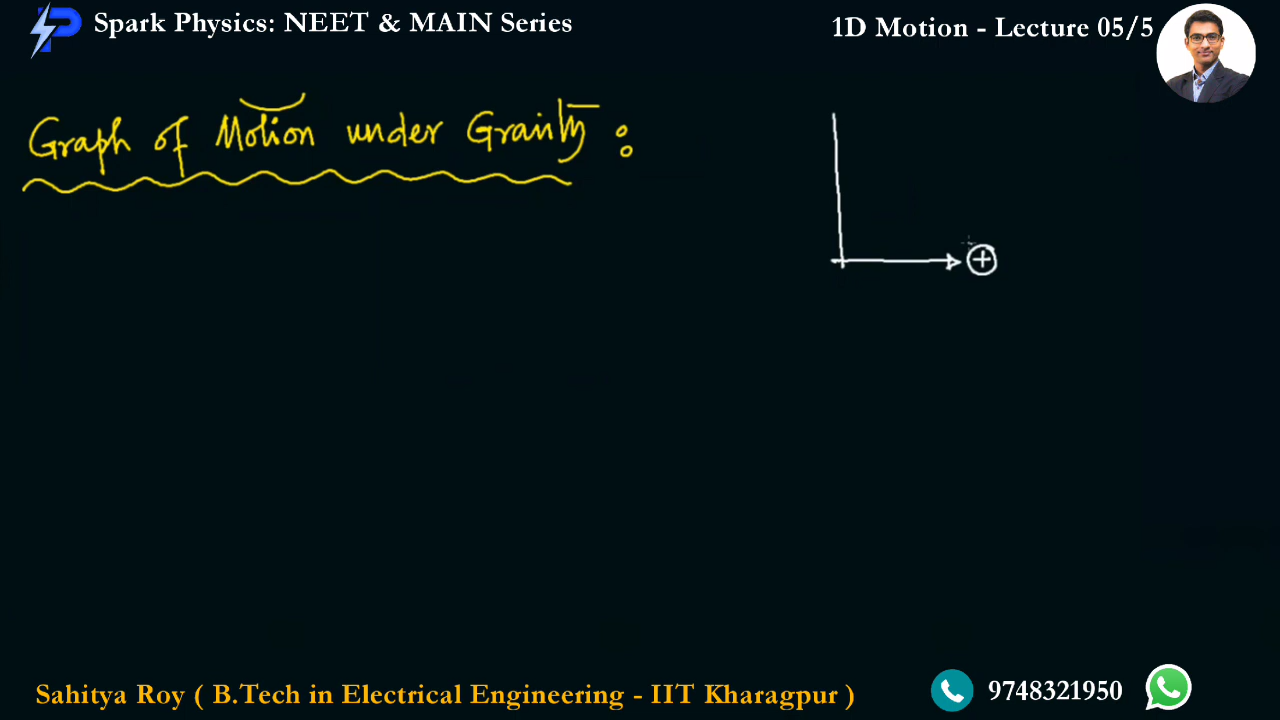 Spark Physics: NEET & MAIN Series
1D Motion - Lecture 05/5
Graph of Motion under Gravity :
+
Sahitya Roy ( B.Tech in Electrical Engineering - IIT Kharagpur )
9748321950